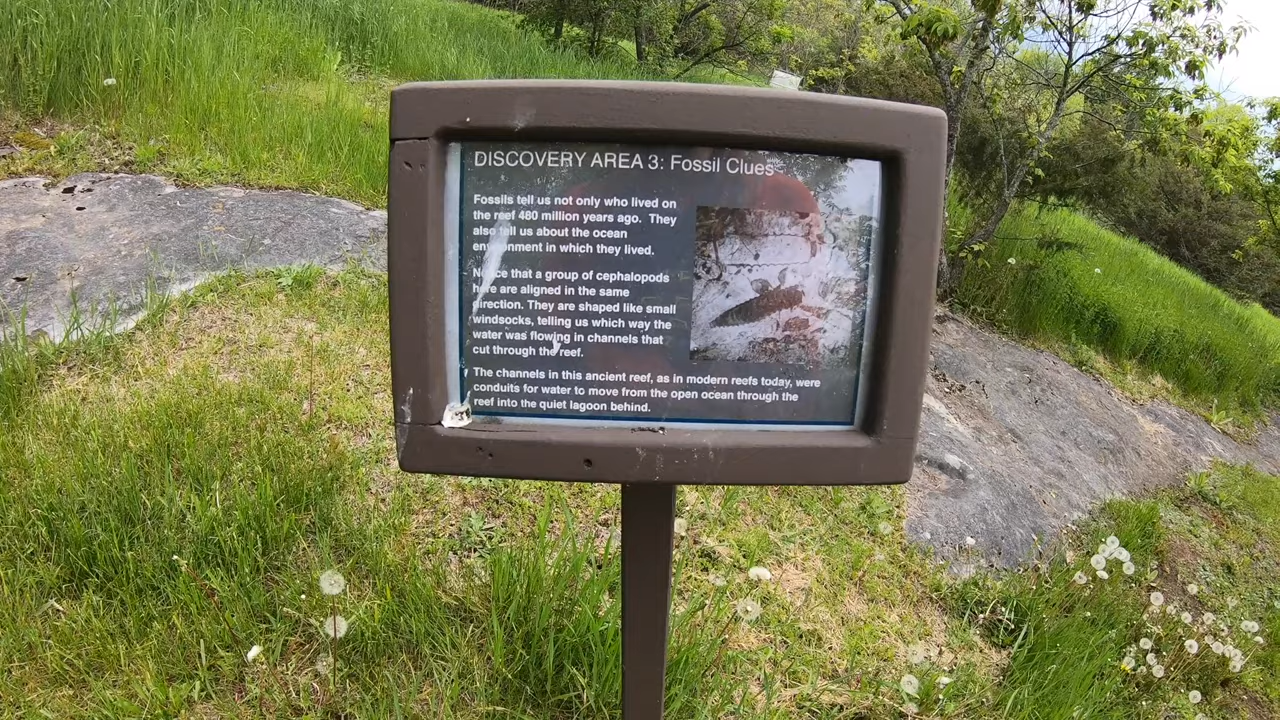 DISCOVERY AREA 3: Fossil Clues
Fossils tell us not only who lived on
the reef 480 million years ago. They
also tell us about the ocean
environment in which they lived.
Notice that a group of cephalopods
here are aligned in the same
direction. They are shaped like small
windsocks, telling us which way the
water was flowing in channels that
cut through the reef.
The channels in this ancient reef, as in modern reefs today, were
conduits for water to move from the open ocean through the
reef into the quiet lagoon behind.